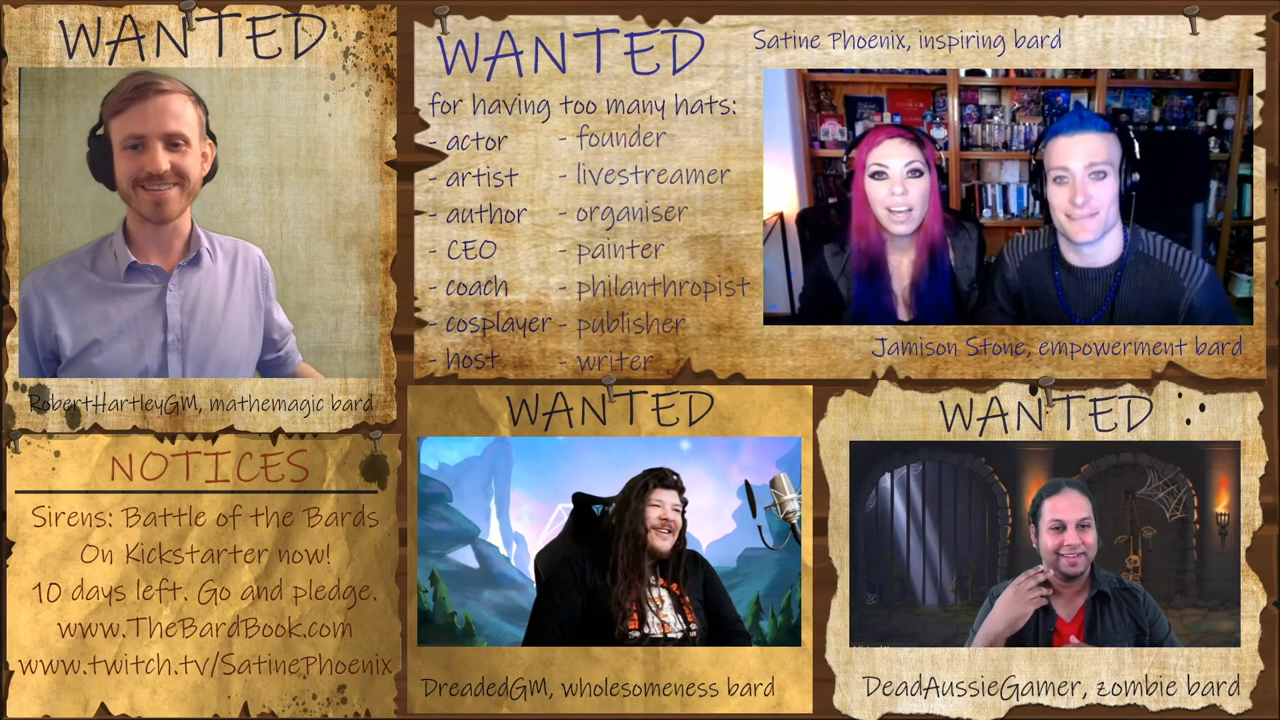 WANTED
RobertHartleyGM, mathemagic bard
WANTED
for having too many hats:
- actor
- artist
- author
- CEO
- coach
- cosplayer
- host
- founder
- livestreamer
- organiser
- painter
- philanthropist
- publisher
- writer
Satine Phoenix, inspiring bard
Jamison Stone, empowerment bard
NOTICES
Sirens: Battle of the Bards
On Kickstarter now!
10 days left. Go and pledge.
www.TheBardBook.com
www.twitch.tv/SatinePhoenix
WANTED
DreadedGM, wholesomeness bard
WANTED
DeadAussieGamer, zombie bard